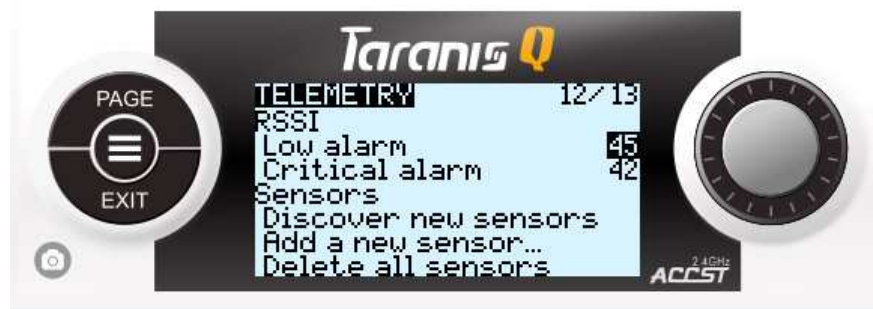 Taranis Q
PAGE
EXIT
TELEMETRY 12/13
RSSI
Low alarm 45
Critical alarm 42
Sensors
Discover new sensors
Add a new sensor…
Delete all sensors
2.4GHz
ACCST